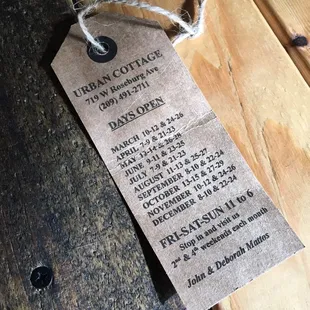 URBAN COTTAGE
719 W Roseburg Ave
(209) 491-2711
DAYS OPEN
MARCH 10-12 & 24-26
APRIL 7-9 & 21-23
MAY 12-14 & 26-28
JUNE 9-11 & 23-25
JULY 7-9 & 21-23
AUGUST 11-13 & 25-27
SEPTEMBER 8-10 & 22-24
OCTOBER 13-15 & 27-29
NOVEMBER 10-12 & 24-26
DECEMBER 8-10 & 22-24
FRI-SAT-SUN 11 to 6
Stop in and visit us
2nd & 4th weekends each month
John & Deborah Mattos